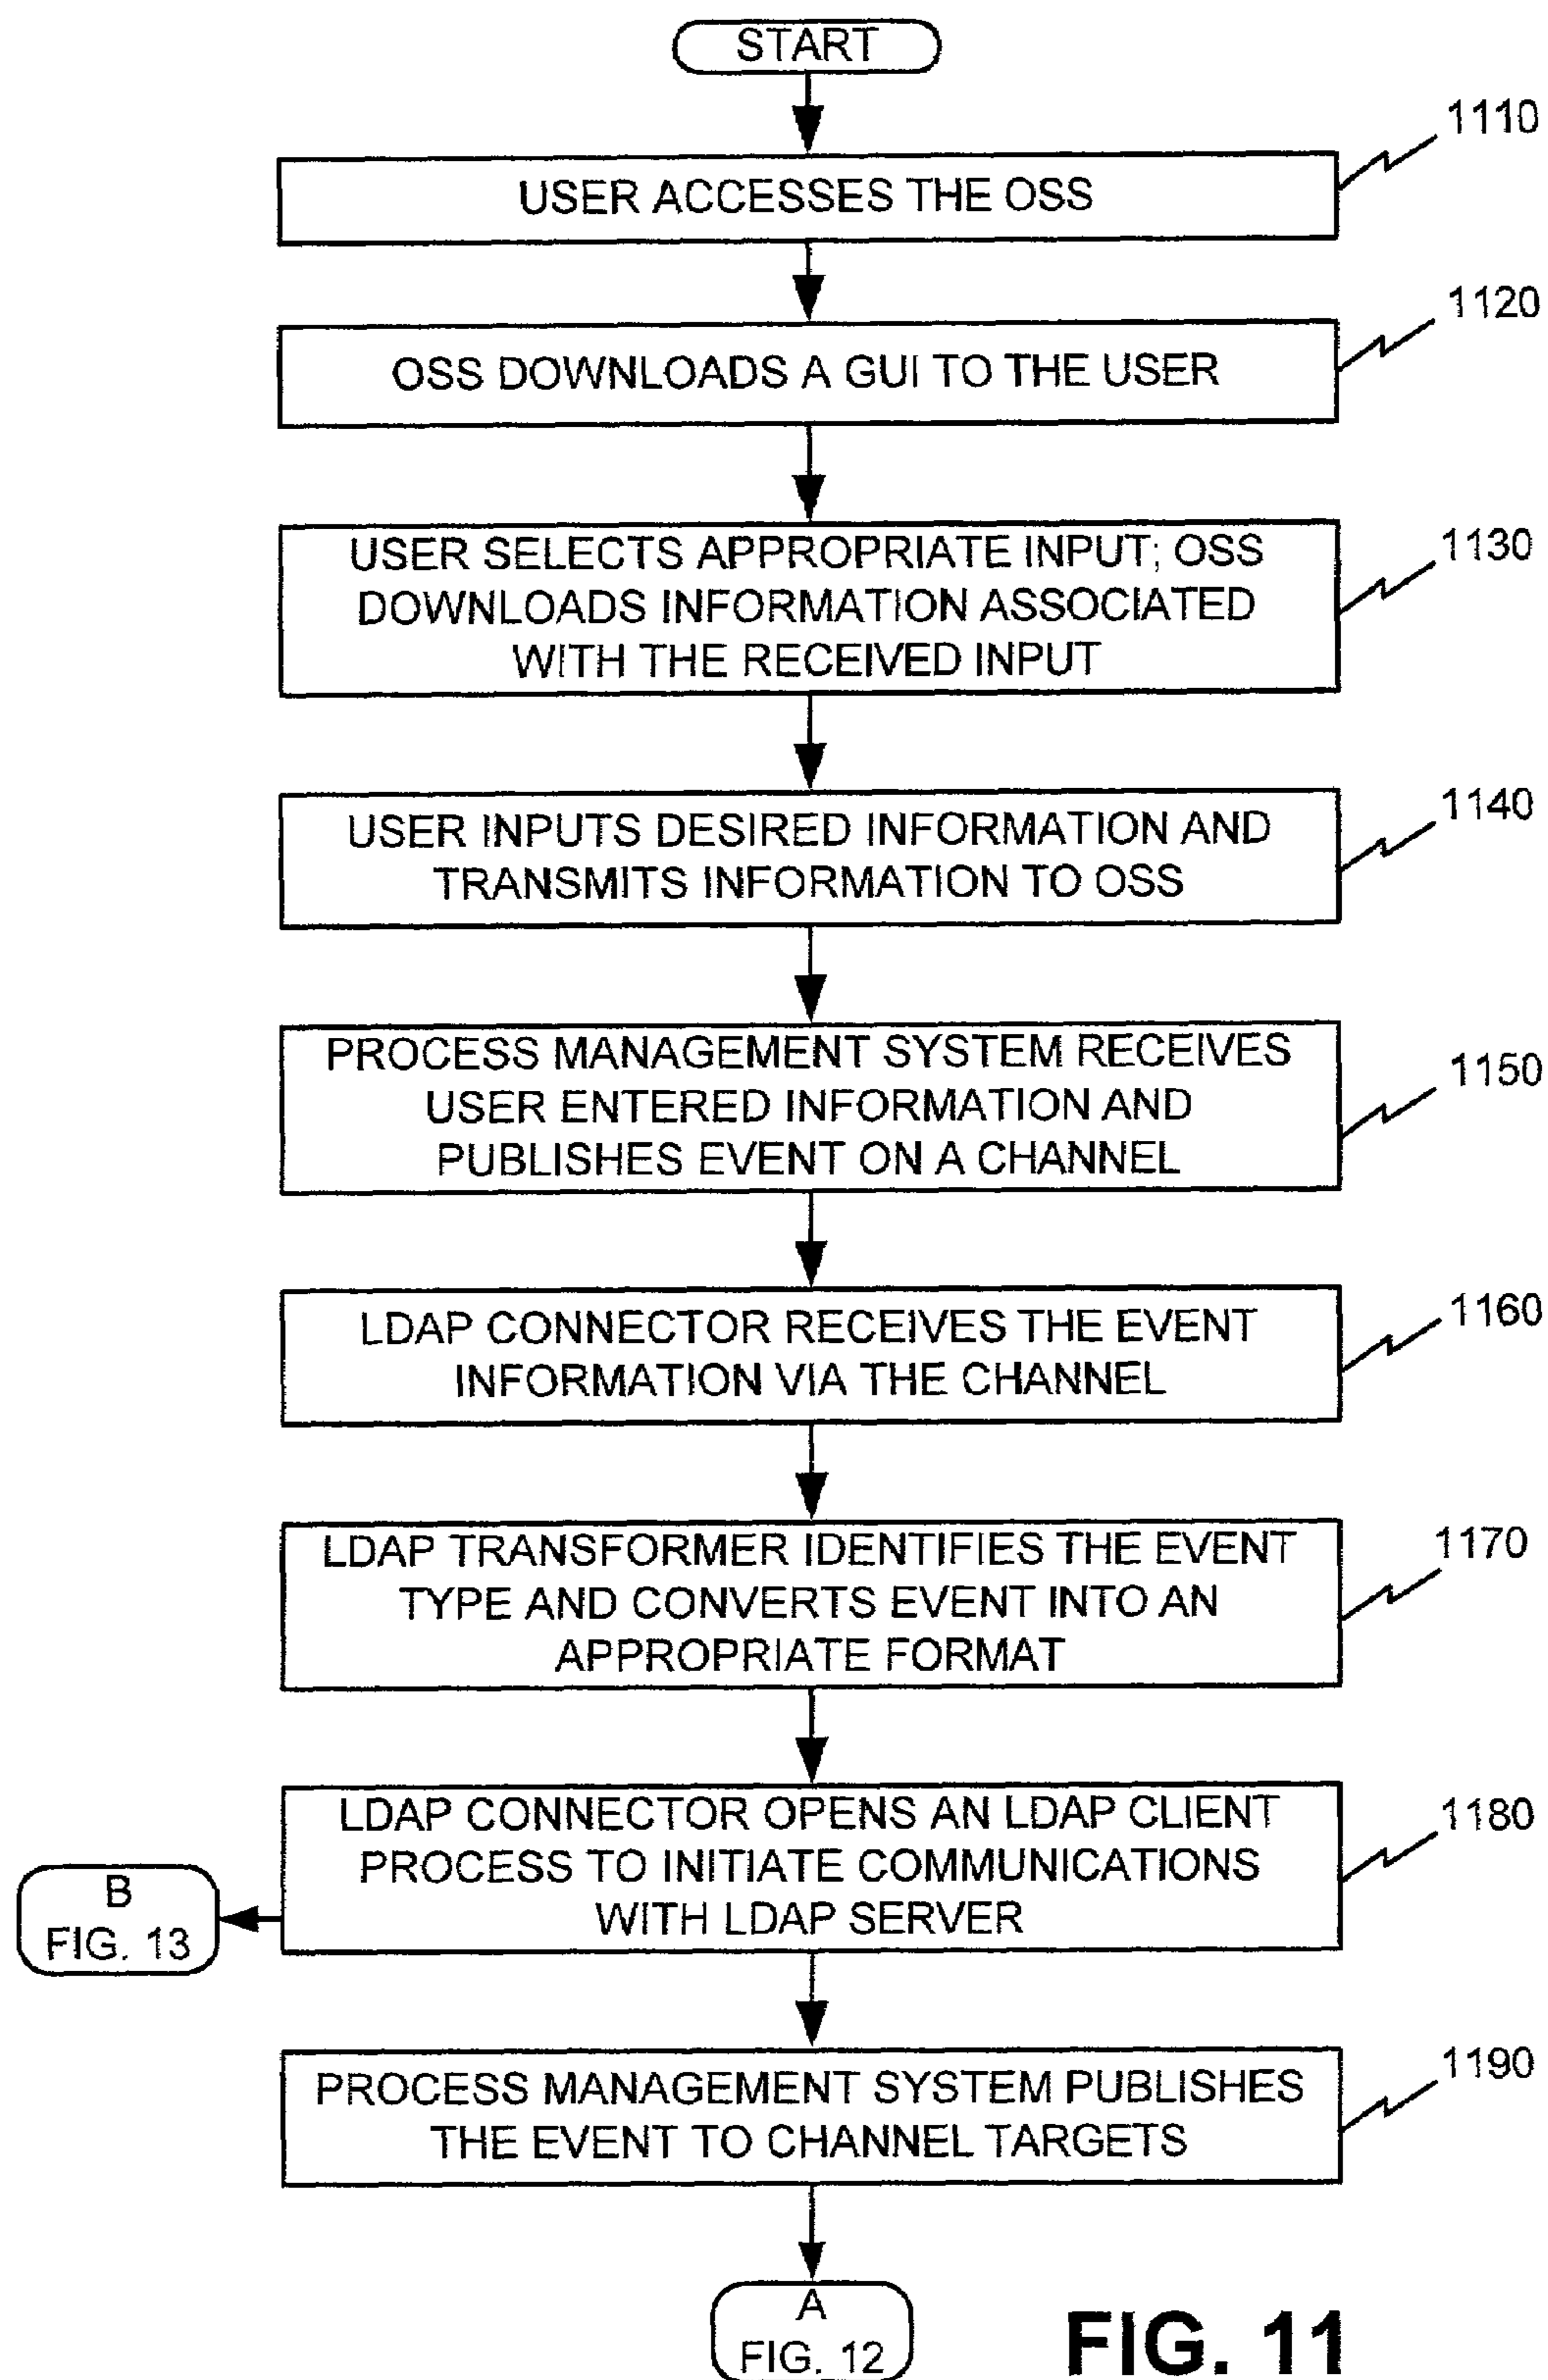 START
1110
USER ACCESSES THE OSS
1120
OSS DOWNLOADS A GUI TO THE USER
1130
USER SELECTS APPROPRIATE INPUT; OSS
DOWNLOADS INFORMATION ASSOCIATED
WITH THE RECEIVED INPUT
1140
USER INPUTS DESIRED INFORMATION AND
TRANSMITS INFORMATION TO OSS
1150
PROCESS MANAGEMENT SYSTEM RECEIVES
USER ENTERED INFORMATION AND
PUBLISHES EVENT ON A CHANNEL
1160
LDAP CONNECTOR RECEIVES THE EVENT
INFORMATION VIA THE CHANNEL
1170
LDAP TRANSFORMER IDENTIFIES THE EVENT
TYPE AND CONVERTS EVENT INTO AN
APPROPRIATE FORMAT
1180
LDAP CONNECTOR OPENS AN LDAP CLIENT
PROCESS TO INITIATE COMMUNICATIONS
WITH LDAP SERVER
B
FIG. 13
1190
PROCESS MANAGEMENT SYSTEM PUBLISHES
THE EVENT TO CHANNEL TARGETS
A
FIG. 12
FIG. 11